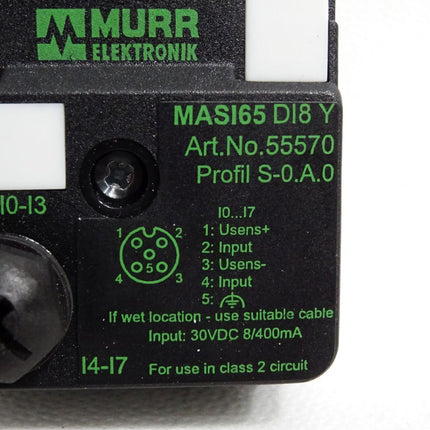 MURR
ELEKTRONIK
MASI65 DI8 Y
Art.No.55570
Profil S-0.A.0
I0-I3
I0...I7
1 2
5
4 3
1: Usens+
2: Input
3: Usens-
4: Input
5:
If wet location - use suitable cable
Input: 30VDC 8/400mA
I4-I7
For use in class 2 circuit